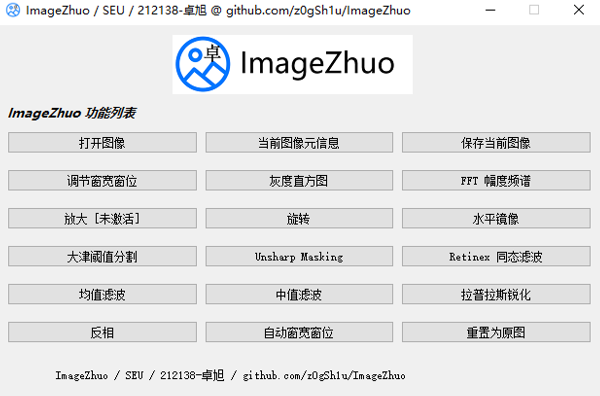 ImageZhuo / SEU / 212138-卓旭 @ github.com/z0gSh1u/ImageZhuo
卓
ImageZhuo
ImageZhuo 功能列表
打开图像 当前图像元信息 保存当前图像
调节窗宽窗位 灰度直方图 FFT 幅度频谱
放大 [未激活] 旋转 水平镜像
大津阈值分割 Unsharp Masking Retinex 同态滤波
均值滤波 中值滤波 拉普拉斯锐化
反相 自动窗宽窗位 重置为原图
ImageZhuo / SEU / 212138-卓旭 / github.com/z0gSh1u/ImageZhuo